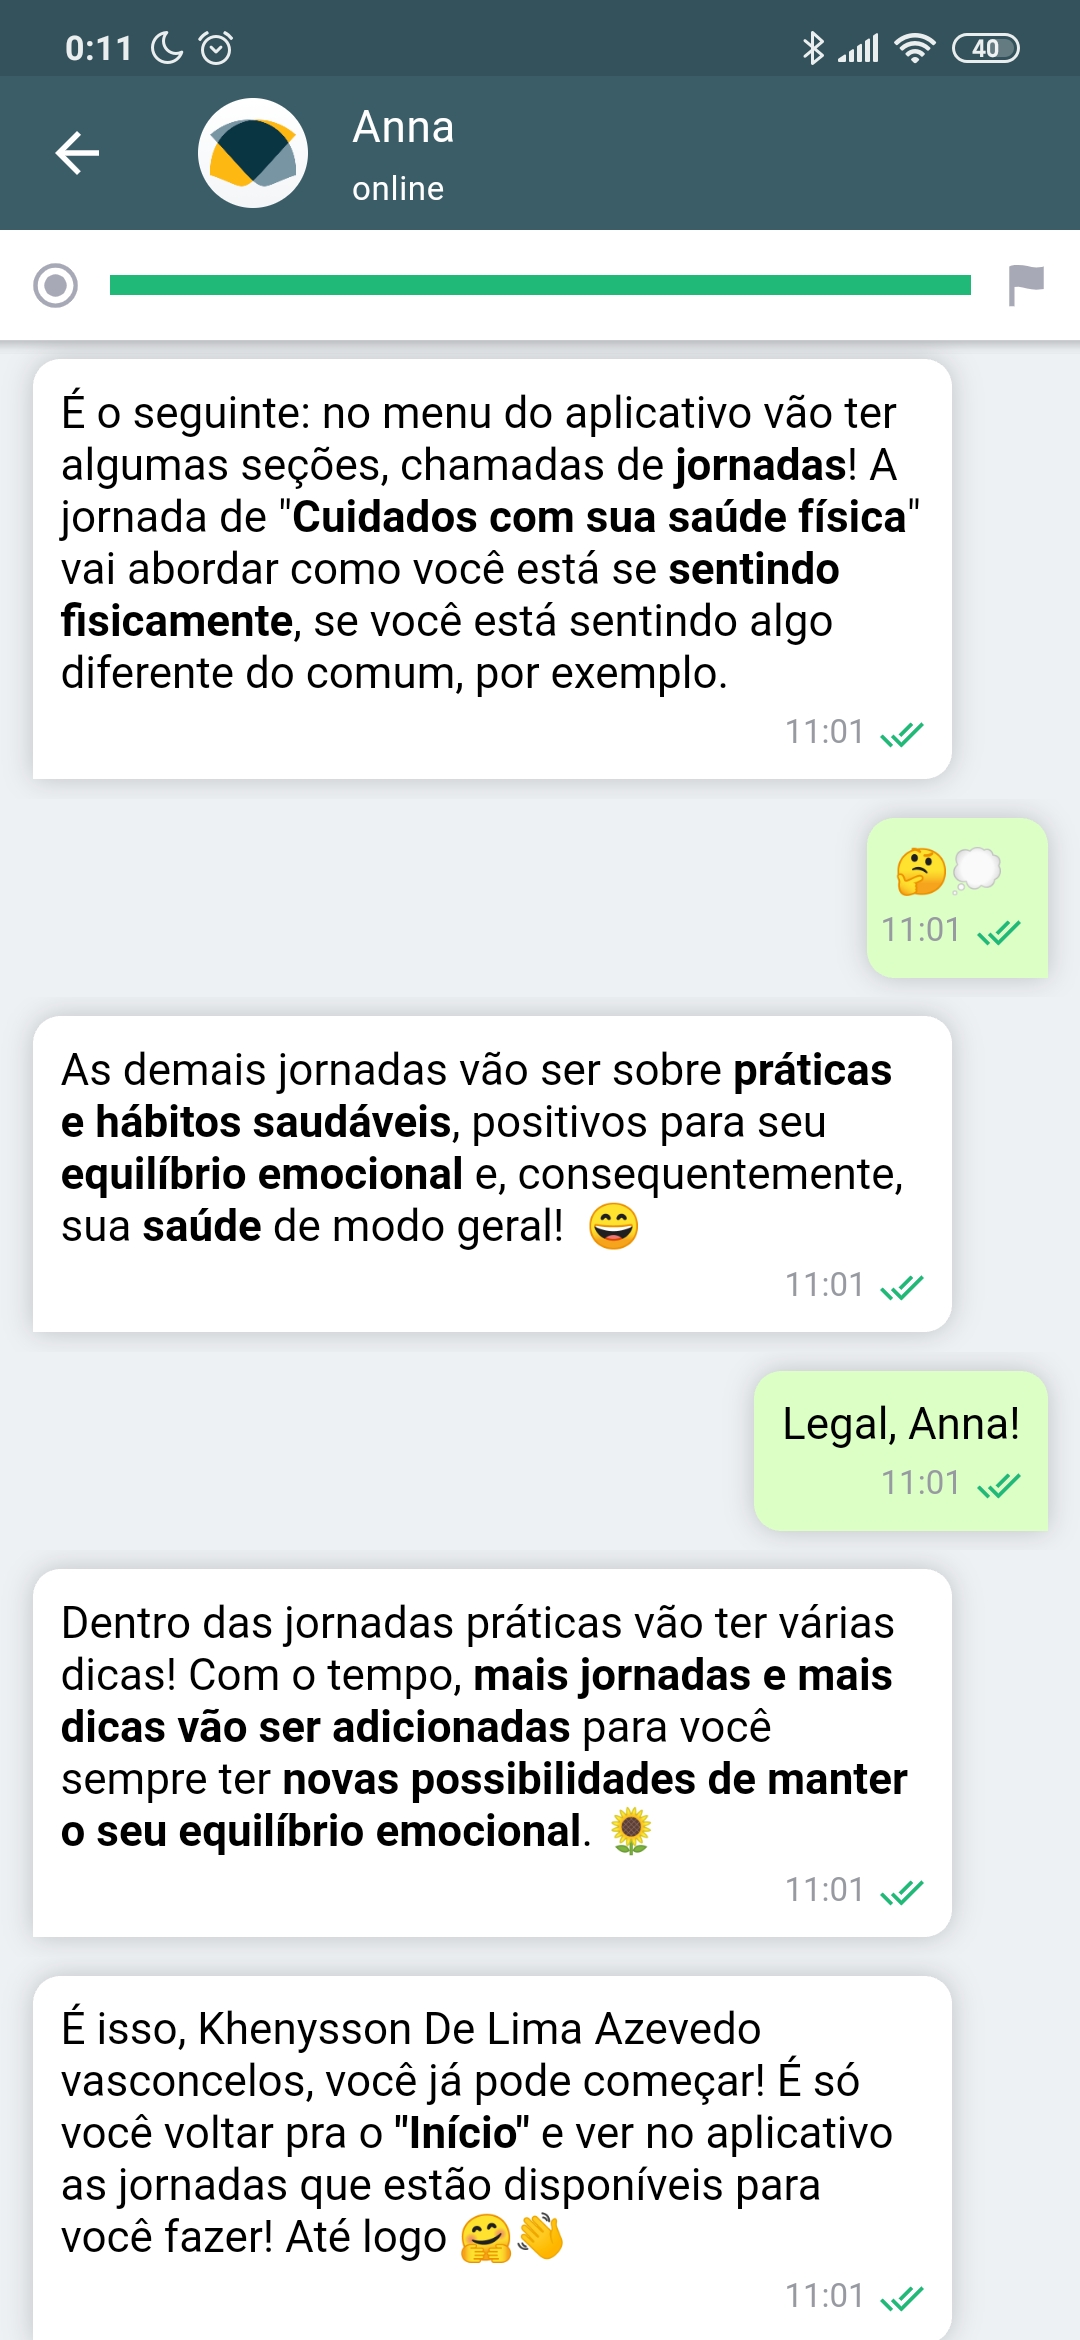 0:11
40
Anna
online
É o seguinte: no menu do aplicativo vão ter
algumas seções, chamadas de jornadas! A
jornada de "Cuidados com sua saúde física"
vai abordar como você está se sentindo
fisicamente, se você está sentindo algo
diferente do comum, por exemplo.
11:01
🤔💭
11:01
As demais jornadas vão ser sobre práticas
e hábitos saudáveis, positivos para seu
equilíbrio emocional e, consequentemente,
sua saúde de modo geral! 😄
11:01
Legal, Anna!
11:01
Dentro das jornadas práticas vão ter várias
dicas! Com o tempo, mais jornadas e mais
dicas vão ser adicionadas para você
sempre ter novas possibilidades de manter
o seu equilíbrio emocional. 🌻
11:01
É isso, Khenysson De Lima Azevedo
vasconcelos, você já pode começar! É só
você voltar pra o "Início" e ver no aplicativo
as jornadas que estão disponíveis para
você fazer! Até logo 🤗👋
11:01